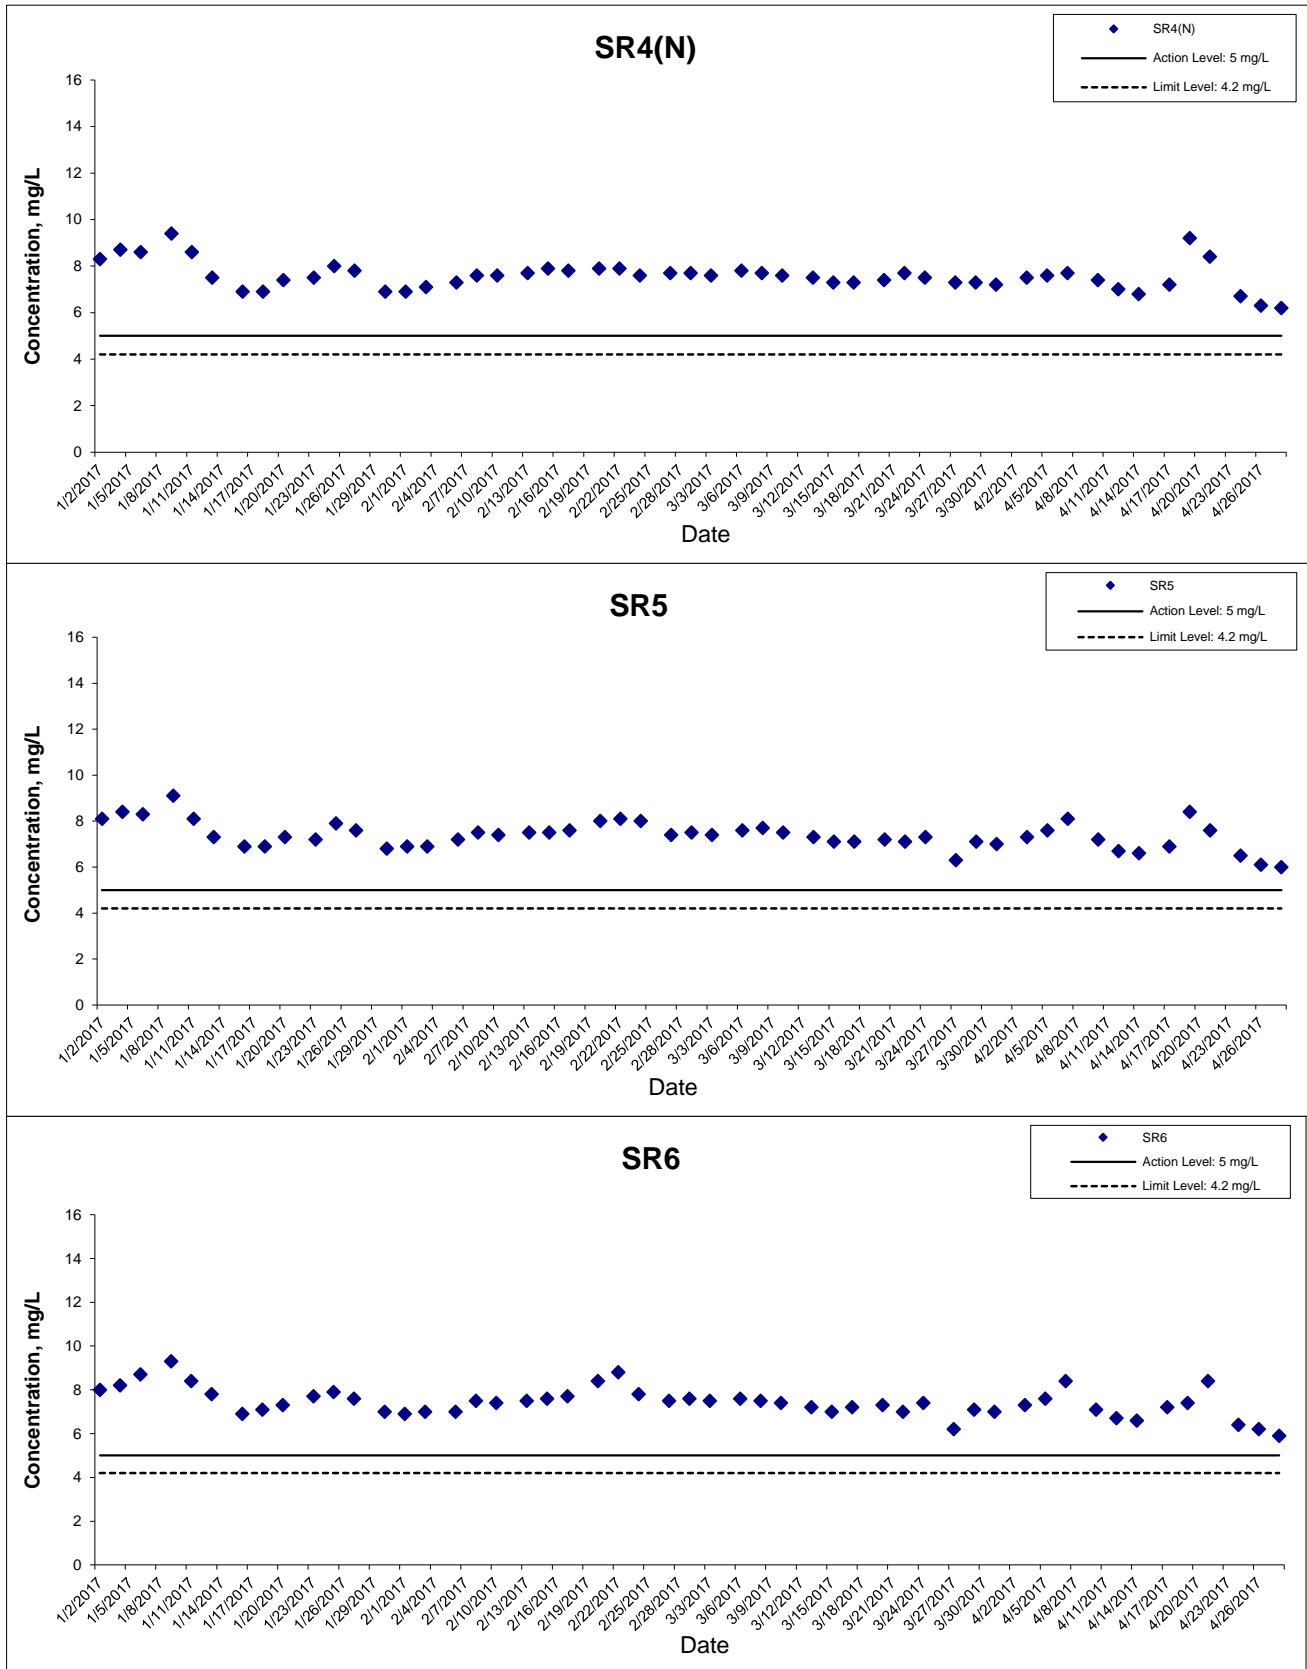 SR4(N)
SR4(N)
Action Level: 5 mg/L
Limit Level: 4.2 mg/L
Concentration, mg/L
16
14
12
10
8
6
4
2
0
1/2/2017 1/5/2017 1/8/2017 1/11/2017 1/14/2017 1/17/2017 1/20/2017 1/23/2017 1/26/2017 1/29/2017 2/1/2017 2/4/2017 2/7/2017 2/10/2017 2/13/2017 2/16/2017 2/19/2017 2/22/2017 2/25/2017 2/28/2017 3/3/2017 3/6/2017 3/9/2017 3/12/2017 3/15/2017 3/18/2017 3/21/2017 3/24/2017 3/27/2017 3/30/2017 4/2/2017 4/5/2017 4/8/2017 4/11/2017 4/14/2017 4/17/2017 4/20/2017 4/23/2017 4/26/2017
Date
SR5
SR5
Action Level: 5 mg/L
Limit Level: 4.2 mg/L
Concentration, mg/L
16
14
12
10
8
6
4
2
0
1/2/2017 1/5/2017 1/8/2017 1/11/2017 1/14/2017 1/17/2017 1/20/2017 1/23/2017 1/26/2017 1/29/2017 2/1/2017 2/4/2017 2/7/2017 2/10/2017 2/13/2017 2/16/2017 2/19/2017 2/22/2017 2/25/2017 2/28/2017 3/3/2017 3/6/2017 3/9/2017 3/12/2017 3/15/2017 3/18/2017 3/21/2017 3/24/2017 3/27/2017 3/30/2017 4/2/2017 4/5/2017 4/8/2017 4/11/2017 4/14/2017 4/17/2017 4/20/2017 4/23/2017 4/26/2017
Date
SR6
SR6
Action Level: 5 mg/L
Limit Level: 4.2 mg/L
Concentration, mg/L
16
14
12
10
8
6
4
2
0
1/2/2017 1/5/2017 1/8/2017 1/11/2017 1/14/2017 1/17/2017 1/20/2017 1/23/2017 1/26/2017 1/29/2017 2/1/2017 2/4/2017 2/7/2017 2/10/2017 2/13/2017 2/16/2017 2/19/2017 2/22/2017 2/25/2017 2/28/2017 3/3/2017 3/6/2017 3/9/2017 3/12/2017 3/15/2017 3/18/2017 3/21/2017 3/24/2017 3/27/2017 3/30/2017 4/2/2017 4/5/2017 4/8/2017 4/11/2017 4/14/2017 4/17/2017 4/20/2017 4/23/2017 4/26/2017
Date